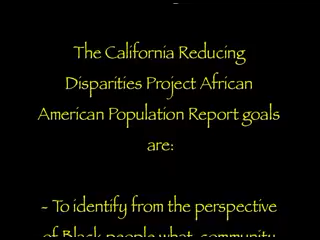 The California Reducing
Disparities Project African
American Population Report goals
are:
- To identify from the perspective
of Black people what community